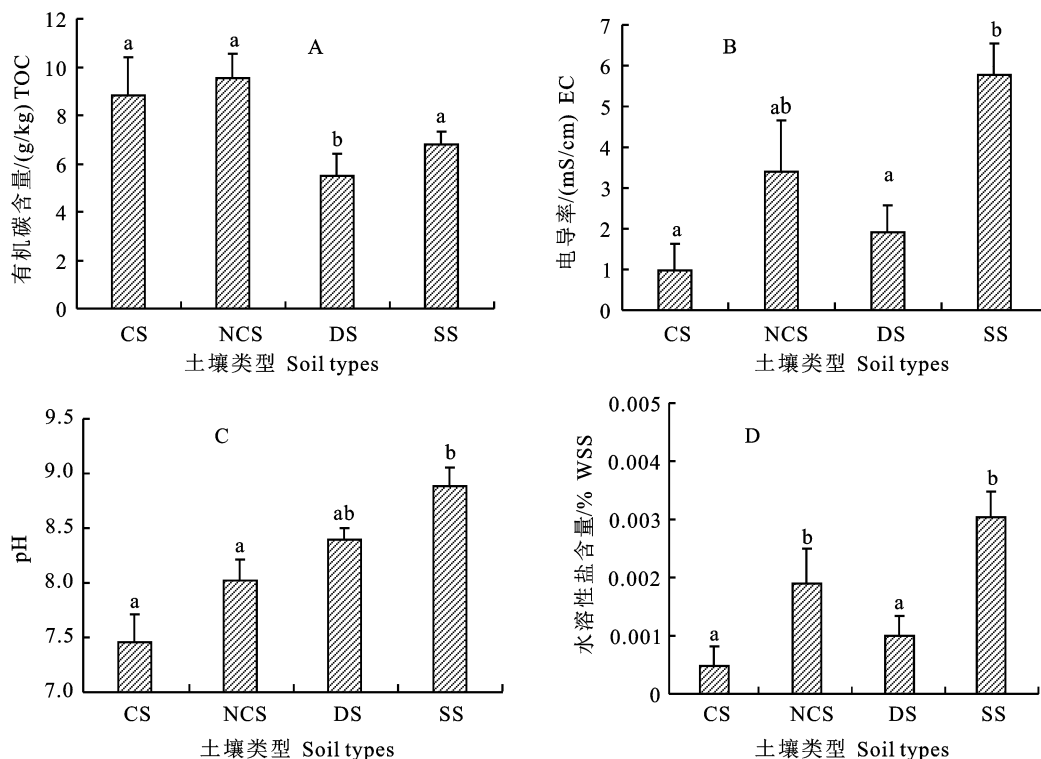 A
有机碳含量/(g/kg) TOC
12
10
8
6
4
2
0
a
a
b
a
CS
NCS
DS
SS
土壤类型 Soil types
B
电导率/(mS/cm) EC
7
6
5
4
3
2
1
0
a
ab
a
b
CS
NCS
DS
SS
土壤类型 Soil types
C
pH
9.5
9.0
8.5
8.0
7.5
7.0
a
a
ab
b
CS
NCS
DS
SS
土壤类型 Soil types
D
水溶性盐含量/% WSS
0.005
0.004
0.003
0.002
0.001
0
a
b
a
b
CS
NCS
DS
SS
土壤类型 Soil types